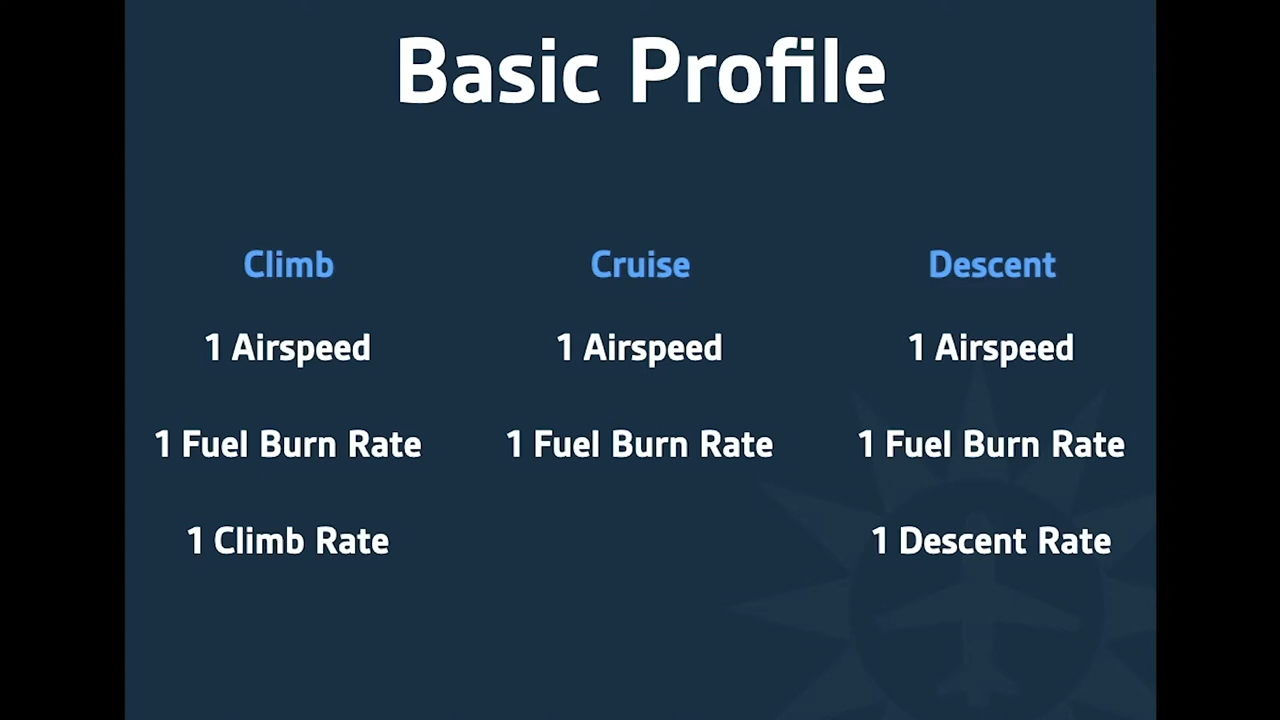 Basic Profile
Climb
Cruise
Descent
1 Airspeed
1 Airspeed
1 Airspeed
1 Fuel Burn Rate
1 Fuel Burn Rate
1 Fuel Burn Rate
1 Climb Rate
1 Descent Rate